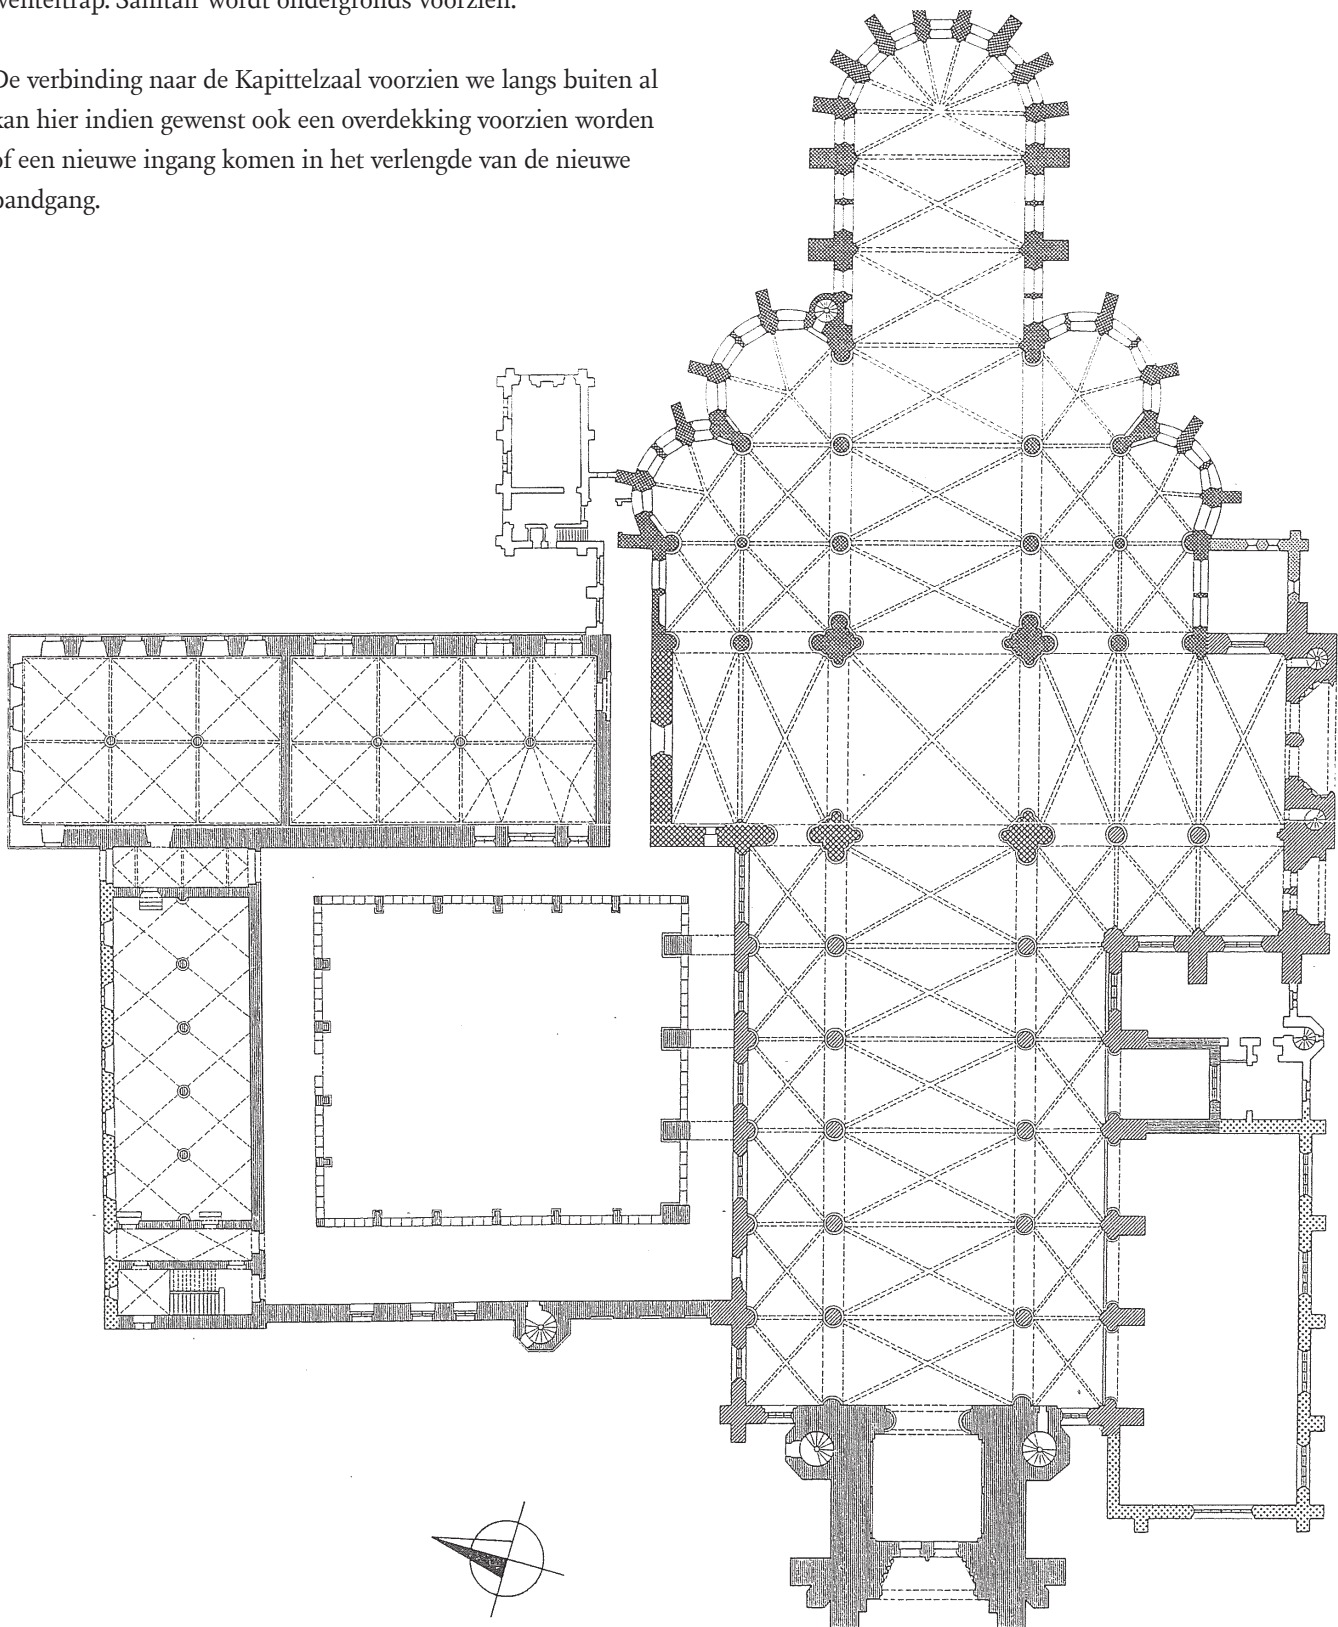 wenteltrap. Sanitair wordt ondergronds voorzien.
De verbinding naar de Kapittelzaal voorzien we langs buiten al
kan hier indien gewenst ook een overdekking voorzien worden
of een nieuwe ingang komen in het verlengde van de nieuwe
pandgang.